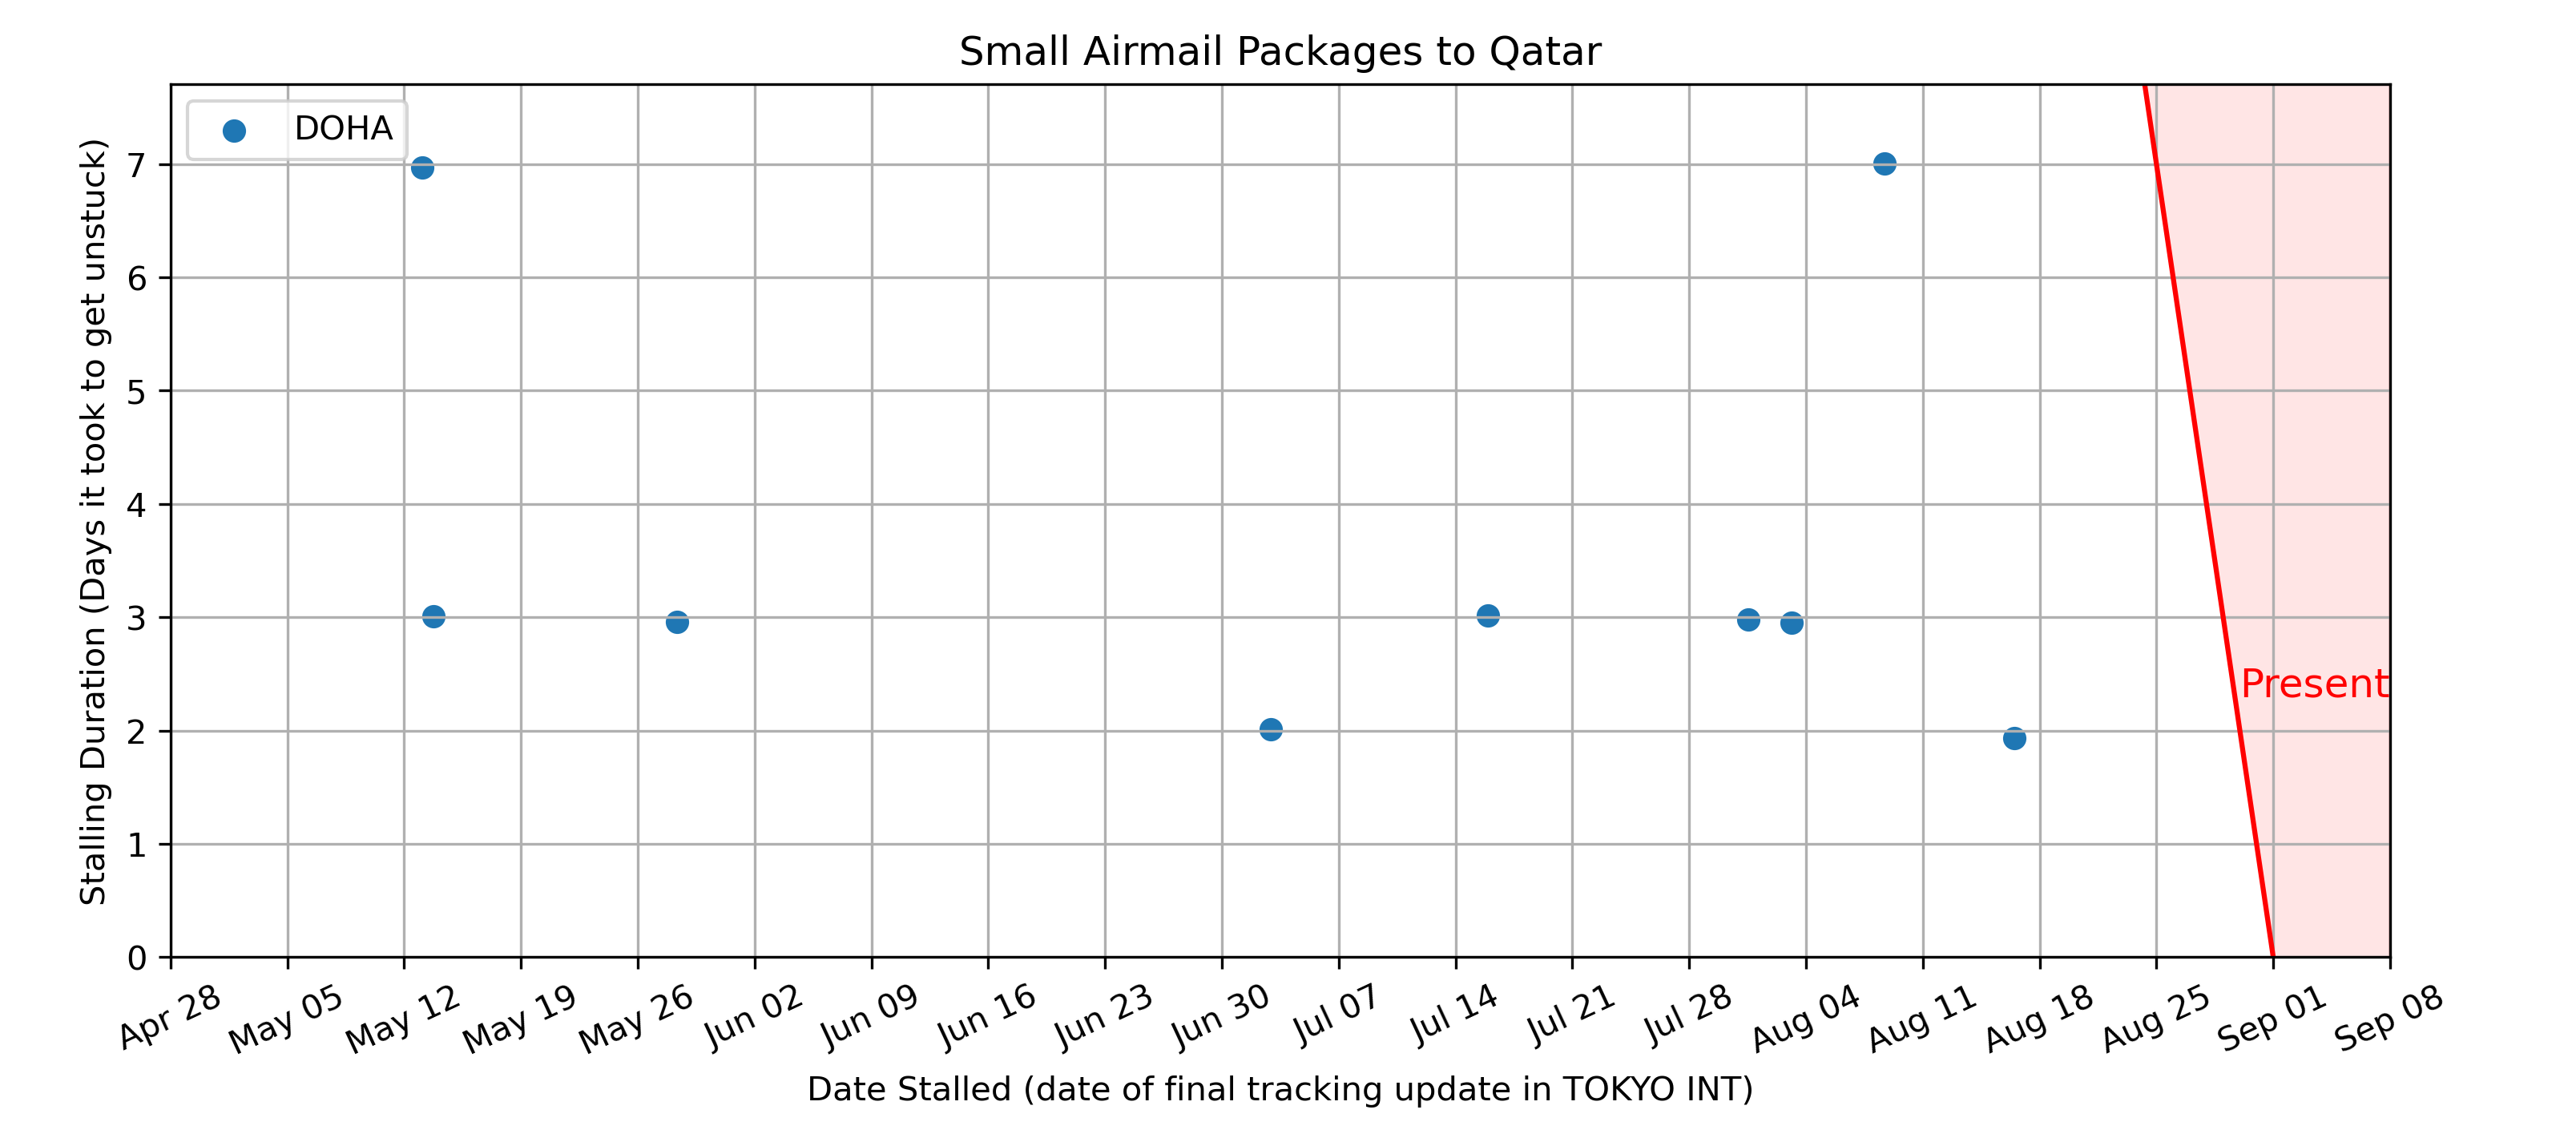 Small Airmail Packages to Qatar
DOHA
Stalling Duration (Days it took to get unstuck)
7
6
5
4
3
2
1
0
Present
Apr 28
May 05
May 12
May 19
May 26
Jun 02
Jun 09
Jun 16
Jun 23
Jun 30
Jul 07
Jul 14
Jul 21
Jul 28
Aug 04
Aug 11
Aug 18
Aug 25
Sep 01
Sep 08
Date Stalled (date of final tracking update in TOKYO INT)